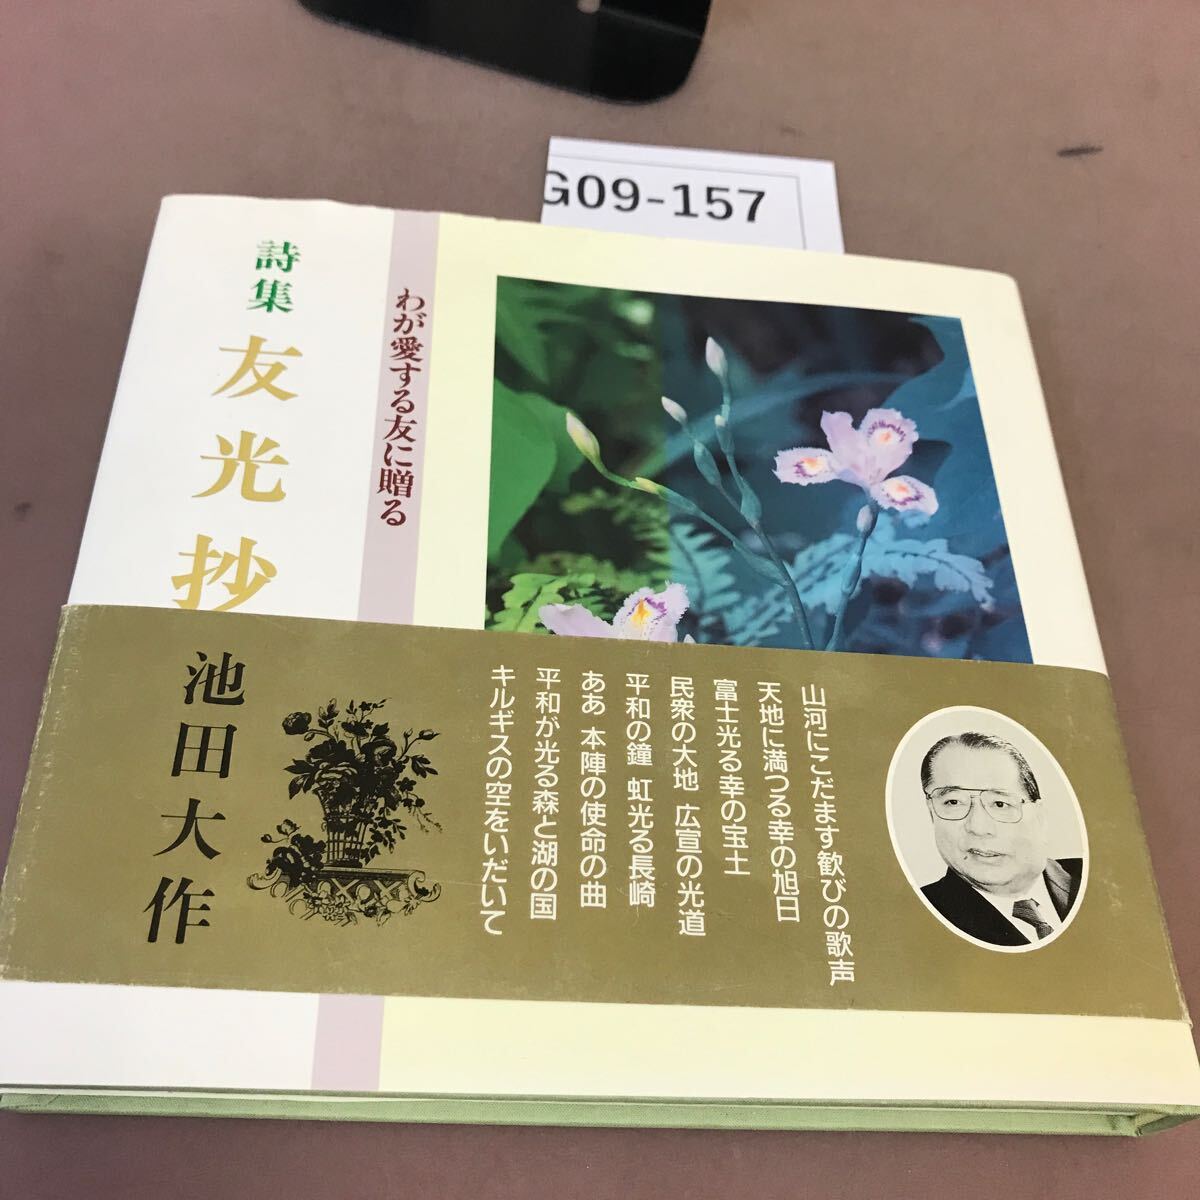 G09-157
詩集 友光抄
わが愛する友に贈る
池田大作
山河にこだます歓びの歌声
天地に満つる幸の旭日
富士光る幸の宝土
民衆の大地 広宣の光道
平和の鐘 虹光る長崎
ああ 本陣の使命の曲
平和が光る森と湖の国
キルギスの空をいだいて